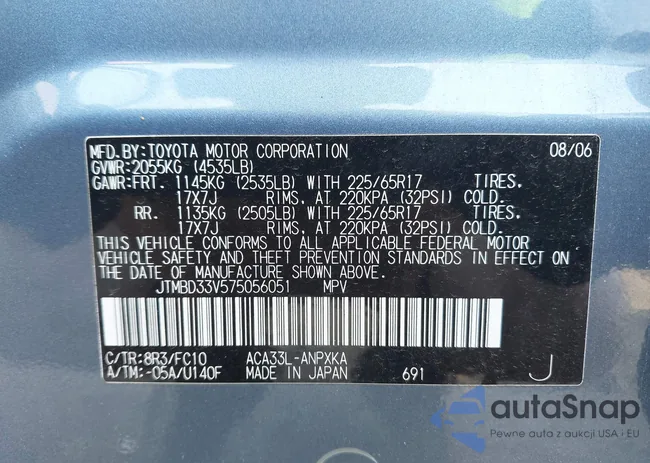 MFD.BY:TOYOTA MOTOR CORPORATION 08/06
GVWR:2055KG (4535LB)
GAWR:FRT. 1145KG (2535LB) WITH 225/65R17 TIRES,
17X7J RIMS, AT 220KPA (32PSI) COLD.
RR. 1135KG (2505LB) WITH 225/65R17 TIRES,
17X7J RIMS, AT 220KPA (32PSI) COLD.
THIS VEHICLE CONFORMS TO ALL APPLICABLE FEDERAL MOTOR
VEHICLE SAFETY AND THEFT PREVENTION STANDARDS IN EFFECT
ON THE DATE OF MANUFACTURE SHOWN ABOVE.
JTMBD33V575056051 MPV
C/TR:8R3/FC10 ACA33L-ANPXKA
A/TM:-05A/U140F MADE IN JAPAN 691 J
autaSnap
Pewne auta z aukcji USA i EU